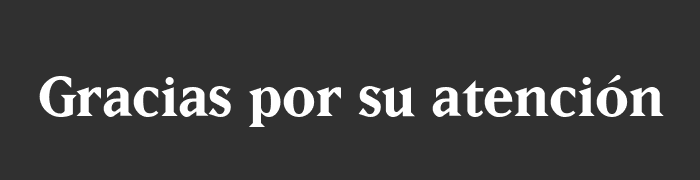 Gracias por su atención